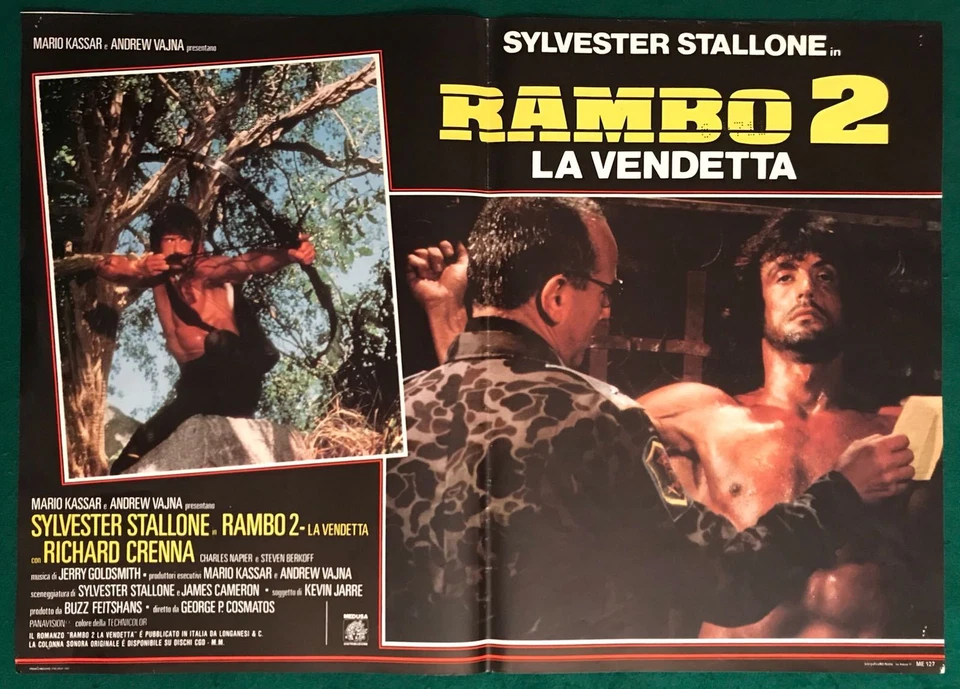 MARIO KASSAR e ANDREW VAJNA presentano
SYLVESTER STALLONE in
RAMBO 2
LA VENDETTA
MARIO KASSAR e ANDREW VAJNA presentano
SYLVESTER STALLONE in RAMBO 2 - LA VENDETTA
con RICHARD CRENNA CHARLES NAPIER e STEVEN BERKOFF
musica di JERRY GOLDSMITH • produttori esecutivi MARIO KASSAR e ANDREW VAJNA
sceneggiatura di SYLVESTER STALLONE e JAMES CAMERON • soggetto di KEVIN JARRE
prodotto da BUZZ FEITSHANS • diretto da GEORGE P. COSMATOS
PANAVISION colore della TECHNICOLOR
IL ROMANZO "RAMBO 2 LA VENDETTA" È PUBBLICATO IN ITALIA DA LONGANESI & C.
LA COLONNA SONORA ORIGINALE È DISPONIBILE SU DISCHI CGD - M.M.
MEDUSA
ME 127